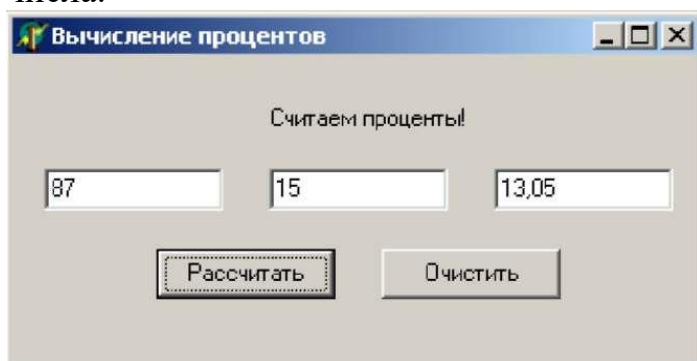 Вычисление процентов
Считаем проценты!
87 15 13,05
Рассчитать Очистить